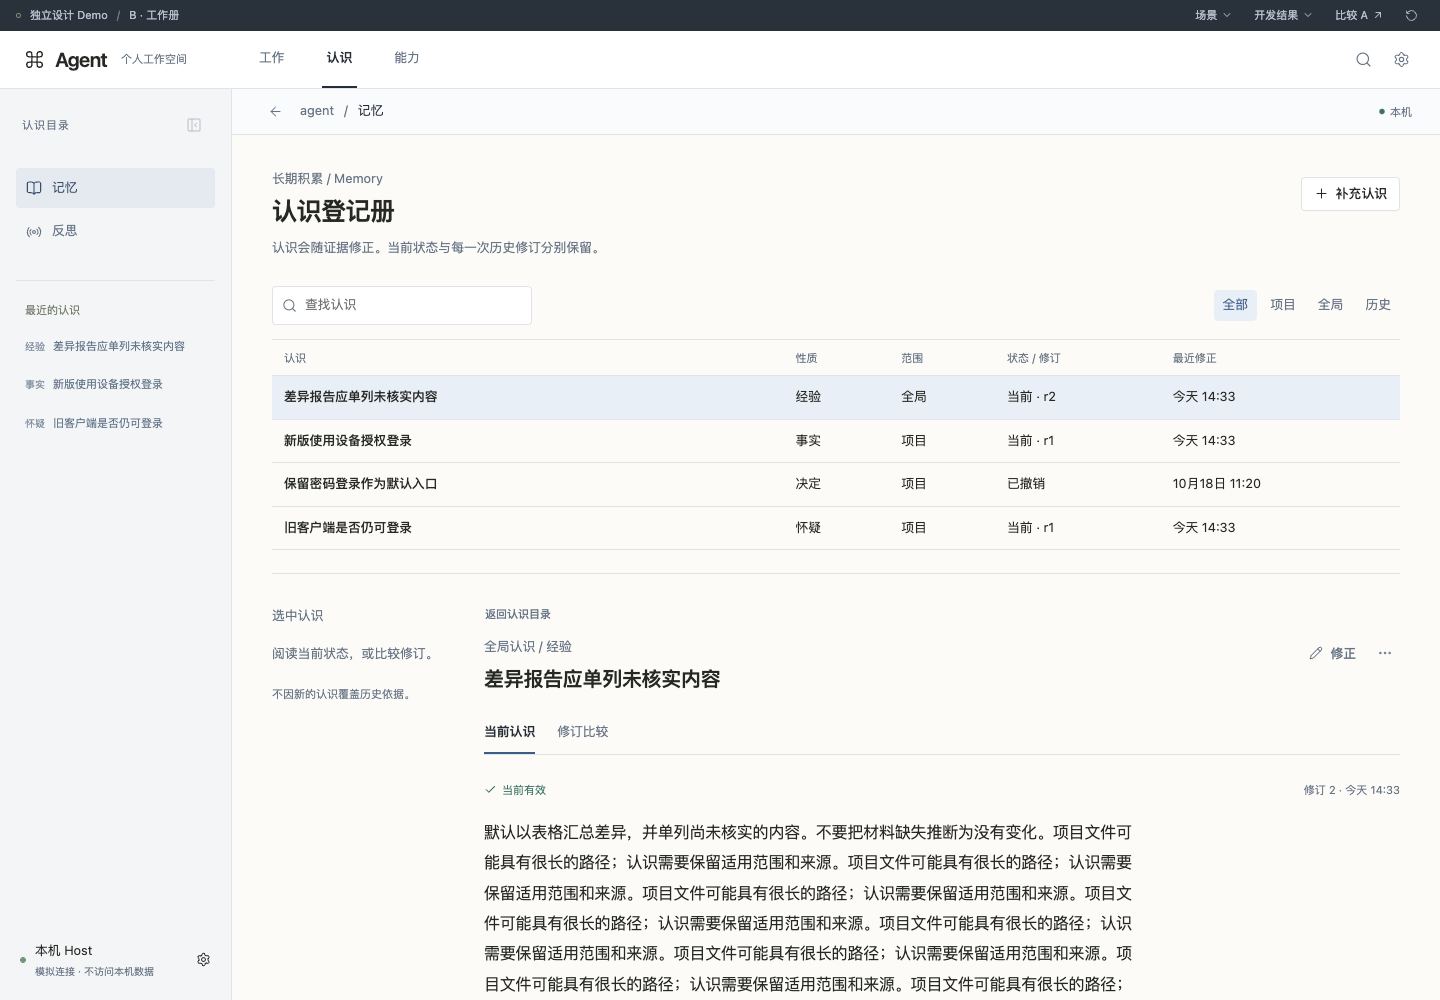 独立设计 Demo / B · 工作册
场景
开发结果
比较 A
Agent
个人工作空间
工作
认识
能力
认识目录
记忆
反思
最近的认识
经验 差异报告应单列未核实内容
事实 新版使用设备授权登录
怀疑 旧客户端是否仍可登录
本机 Host
模拟连接 · 不访问本机数据
agent / 记忆
本机
长期积累 / Memory
认识登记册
认识会随证据修正。当前状态与每一次历史修订分别保留。
补充认识
查找认识
全部 项目 全局 历史
认识 性质 范围 状态 / 修订 最近修正
差异报告应单列未核实内容 经验 全局 当前 · r2 今天 14:33
新版使用设备授权登录 事实 项目 当前 · r1 今天 14:33
保留密码登录作为默认入口 决定 项目 已撤销 10月18日 11:20
旧客户端是否仍可登录 怀疑 项目 当前 · r1 今天 14:33
选中认识
阅读当前状态，或比较修订。
不因新的认识覆盖历史依据。
返回认识目录
全局认识 / 经验
差异报告应单列未核实内容
修正
当前认识 修订比较
当前有效
修订 2 · 今天 14:33
默认以表格汇总差异，并单列尚未核实的内容。不要把材料缺失推断为没有变化。项目文件可
能具有很长的路径；认识需要保留适用范围和来源。项目文件可能具有很长的路径；认识需要
保留适用范围和来源。项目文件可能具有很长的路径；认识需要保留适用范围和来源。项目文
件可能具有很长的路径；认识需要保留适用范围和来源。项目文件可能具有很长的路径；认识
需要保留适用范围和来源。项目文件可能具有很长的路径；认识需要保留适用范围和来源。项
目文件可能具有很长的路径；认识需要保留适用范围和来源。项目文件可能具有很长的路径；